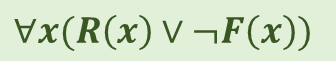 ∀x(R(x) ∨ ¬F(x))